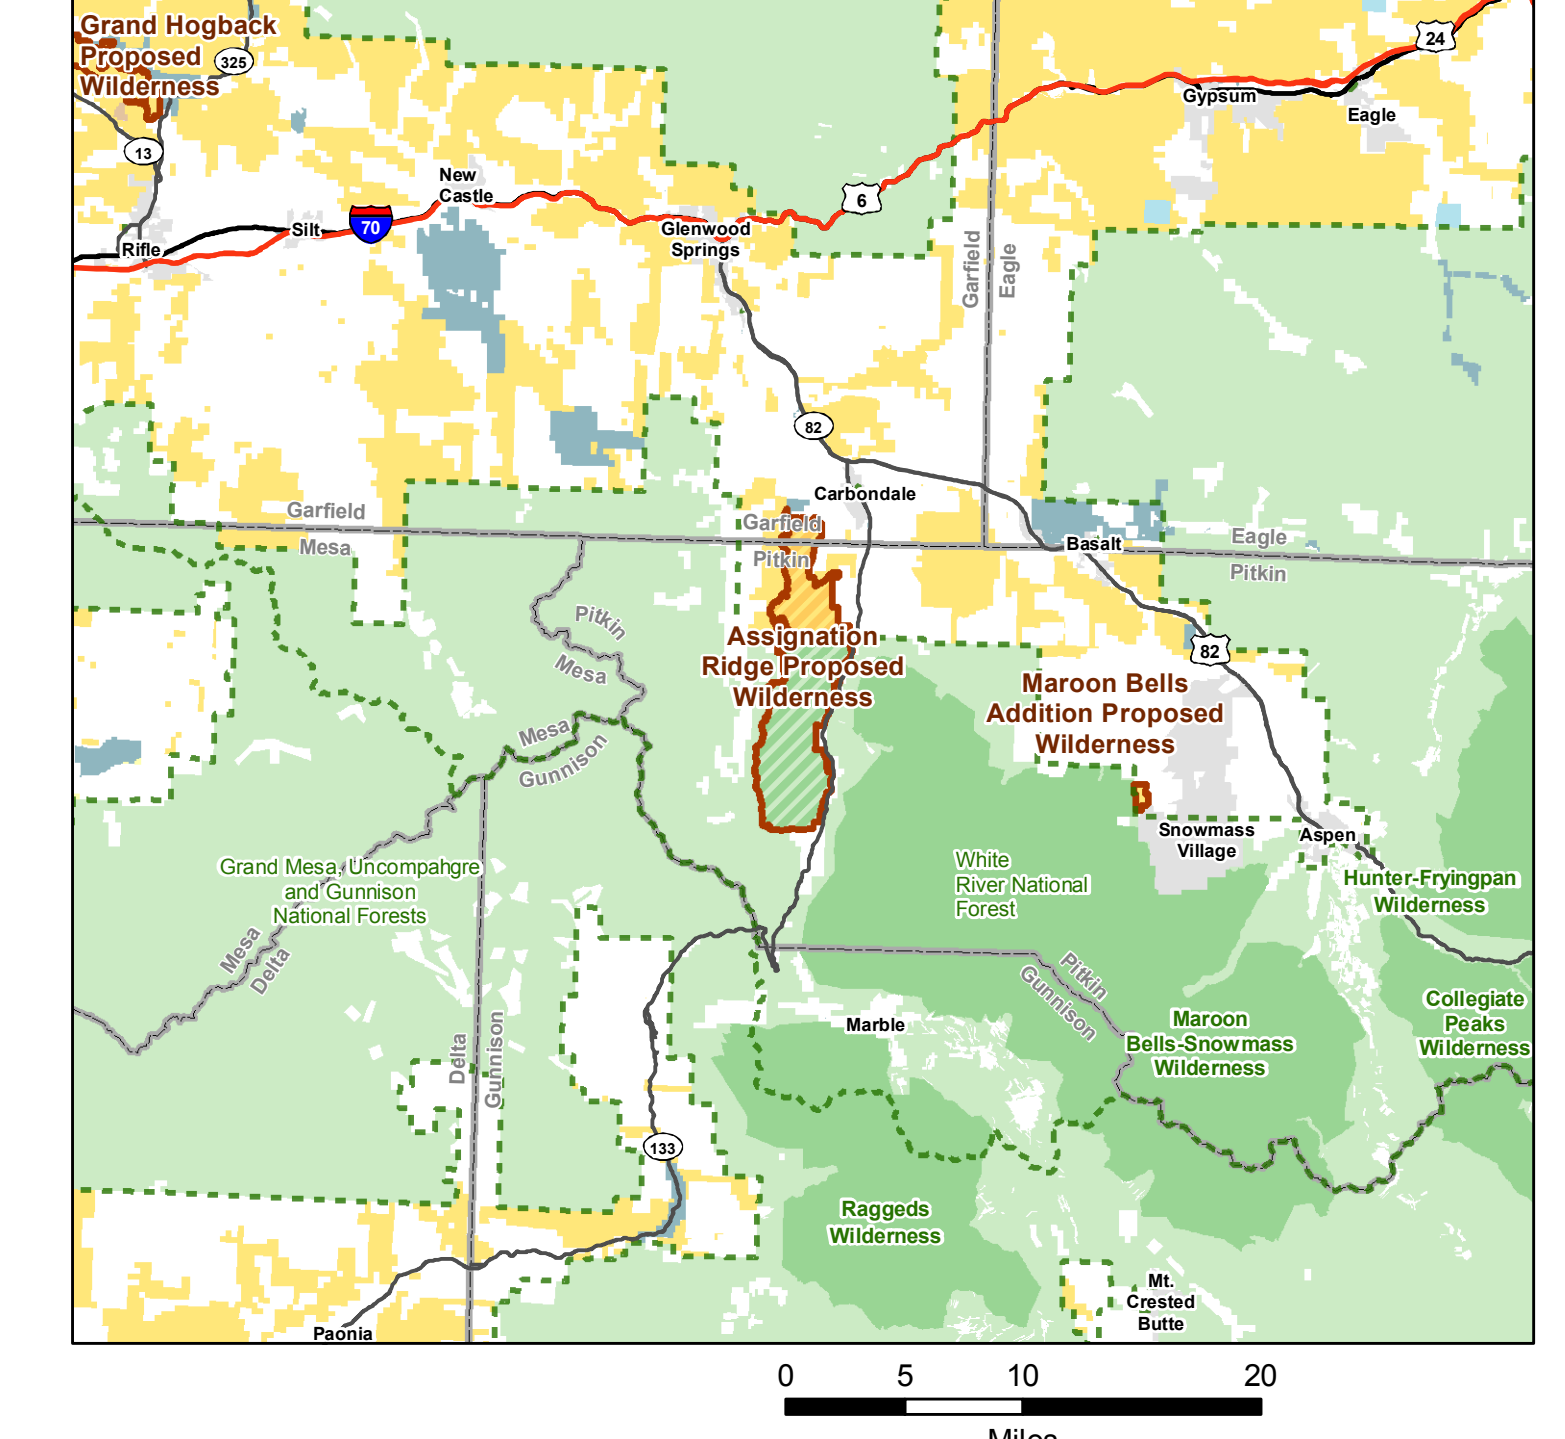 Grand Hogback
Proposed
Wilderness
325
24
Gypsum
Eagle
13
New
Castle
6
70
Silt
Rifle
Glenwood
Springs
Garfield
Eagle
82
Carbondale
Garfield
Mesa
Garfield
Pitkin
Basalt
Eagle
Pitkin
Pitkin
Mesa
Assignation
Ridge Proposed
Wilderness
82
Maroon Bells
Addition Proposed
Wilderness
Mesa
Gunnison
Snowmass
Village
Aspen
Grand Mesa, Uncompahgre
and Gunnison
National Forests
White
River National
Forest
Hunter-Fryingpan
Wilderness
Mesa
Delta
Pitkin
Gunnison
Collegiate
Peaks
Wilderness
Marble
Maroon
Bells-Snowmass
Wilderness
Delta
Gunnison
133
Raggeds
Wilderness
Mt.
Crested
Butte
Paonia
0 5 10 20
Miles